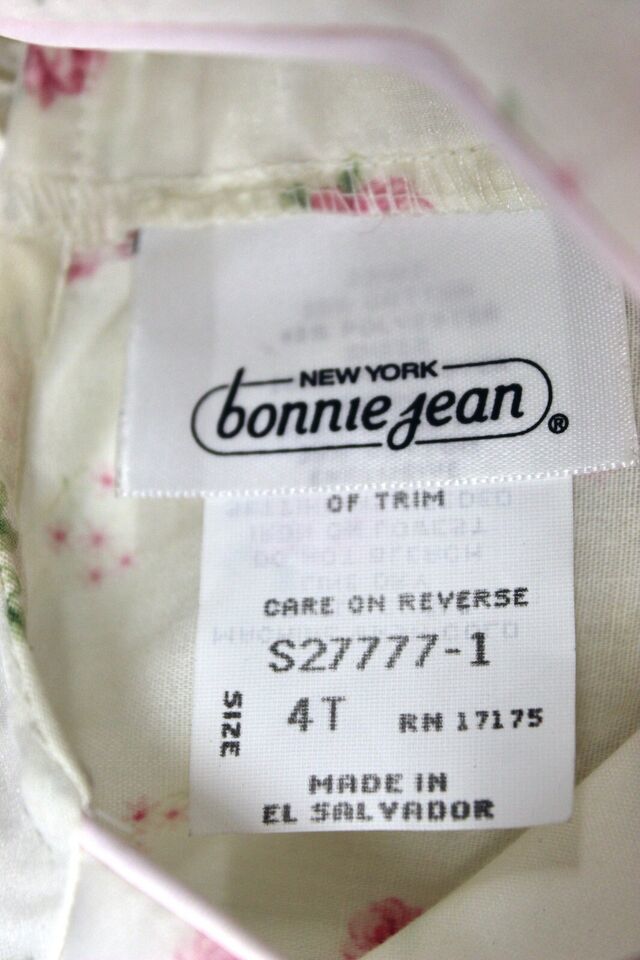 NEW YORK
bonnie jean ®
OF TRIM
CARE ON REVERSE
S27777-1
SIZE 4T RN 17175
MADE IN
EL SALVADOR